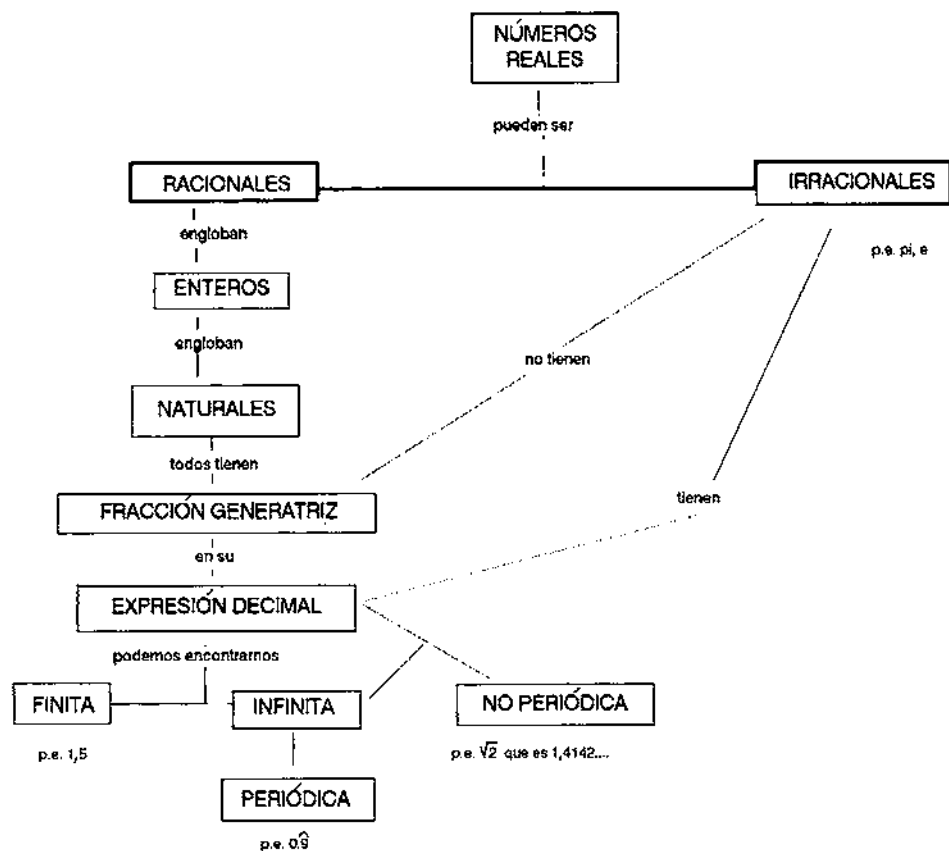 NÚMEROS
REALES
pueden ser
RACIONALES
IRRACIONALES
engloban
p.e. pi, e
ENTEROS
engloban
no tienen
NATURALES
todos tienen
FRACCIÓN GENERATRIZ
tienen
en su
EXPRESIÓN DECIMAL
podemos encontrarnos
FINITA
INFINITA
NO PERIÓDICA
p.e. 1,5
p.e. √2 que es 1,4142....
PERIÓDICA
p.e. 0.9̂